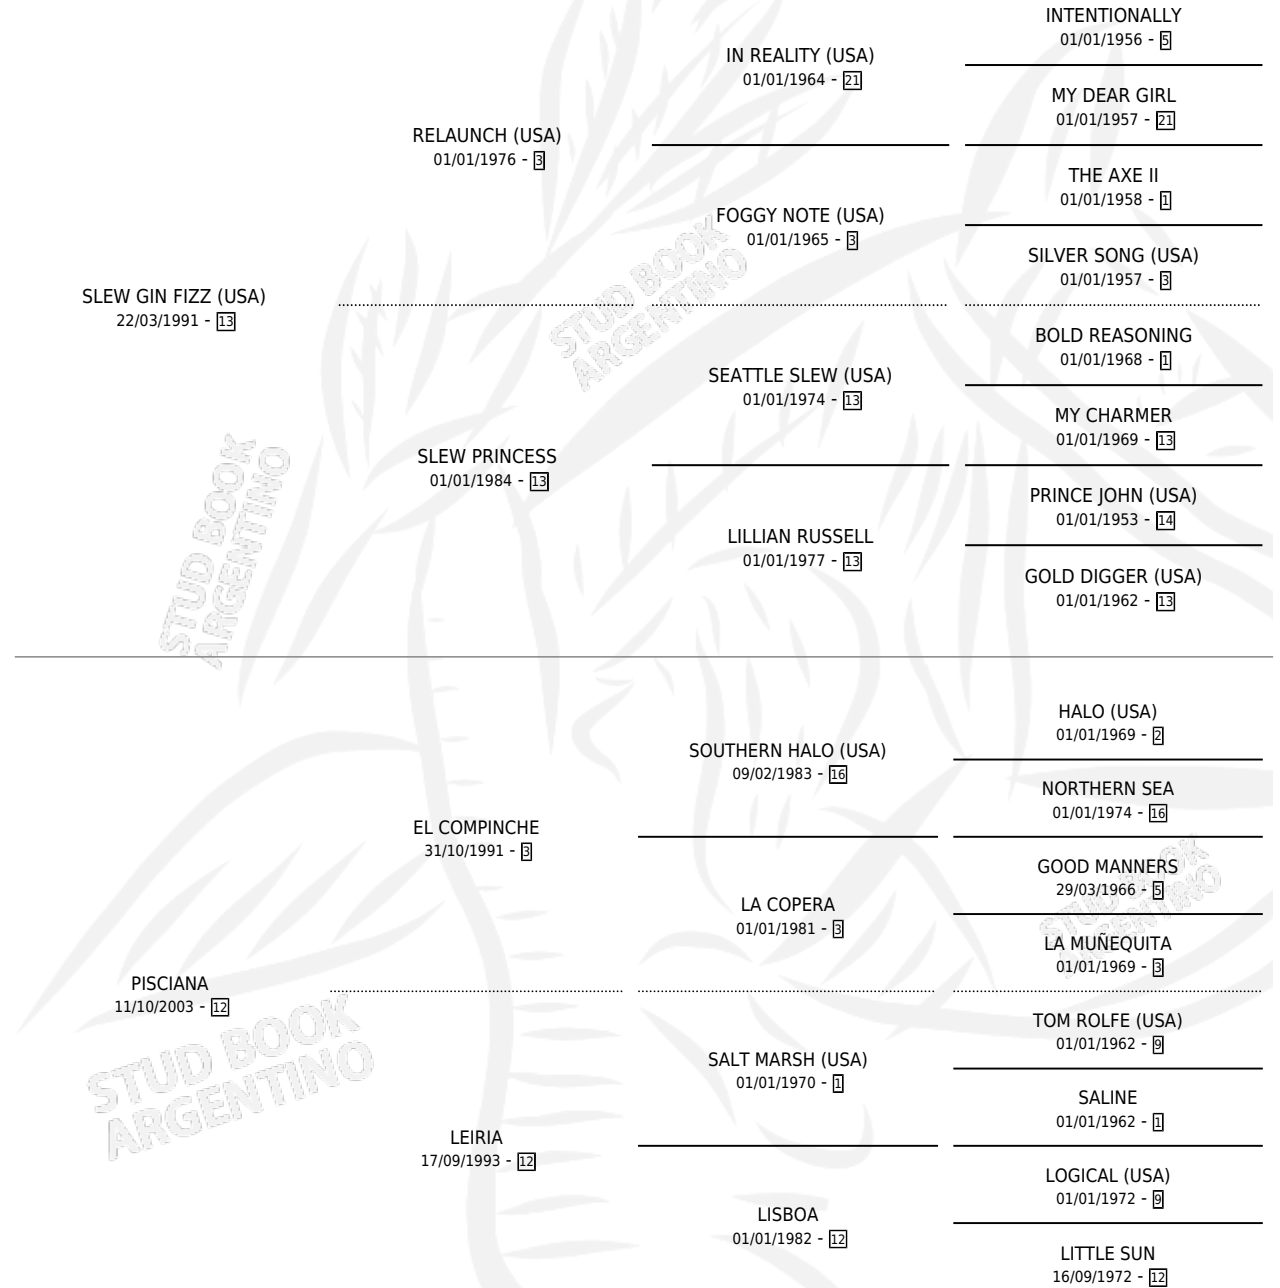 INTENTIONALLY
01/01/1956 - 5
IN REALITY (USA)
01/01/1964 - 21
MY DEAR GIRL
01/01/1957 - 21
RELAUNCH (USA)
01/01/1976 - 3
THE AXE II
01/01/1958 - 1
FOGGY NOTE (USA)
01/01/1965 - 3
SILVER SONG (USA)
01/01/1957 - 3
SLEW GIN FIZZ (USA)
22/03/1991 - 13
STUD BOOK
ARGENTINO
BOLD REASONING
01/01/1968 - 1
SEATTLE SLEW (USA)
01/01/1974 - 13
MY CHARMER
01/01/1969 - 13
SLEW PRINCESS
01/01/1984 - 13
PRINCE JOHN (USA)
01/01/1953 - 14
LILLIAN RUSSELL
01/01/1977 - 13
GOLD DIGGER (USA)
01/01/1962 - 13
STUD BOOK
ARGENTINO
HALO (USA)
01/01/1969 - 2
SOUTHERN HALO (USA)
09/02/1983 - 16
NORTHERN SEA
01/01/1974 - 16
EL COMPINCHE
31/10/1991 - 3
GOOD MANNERS
29/03/1966 - 5
LA COPERA
01/01/1981 - 3
LA MUÑEQUITA
01/01/1969 - 3
STUD BOOK
ARGENTINO
PISCIANA
11/10/2003 - 12
TOM ROLFE (USA)
01/01/1962 - 9
SALT MARSH (USA)
01/01/1970 - 1
SALINE
01/01/1962 - 1
STUD BOOK
ARGENTINO
LEIRIA
17/09/1993 - 12
LOGICAL (USA)
01/01/1972 - 9
LISBOA
01/01/1982 - 12
LITTLE SUN
16/09/1972 - 12